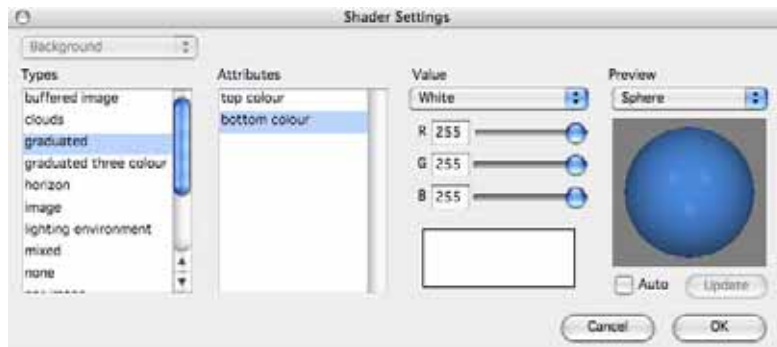 Shader Settings
Background
Types
buffered image
clouds
graduated
graduated three colour
horizon
image
lighting environment
mixed
none
Attributes
top colour
bottom colour
Value
White
R 255
G 255
B 255
Preview
Sphere
Auto
Update
Cancel
OK